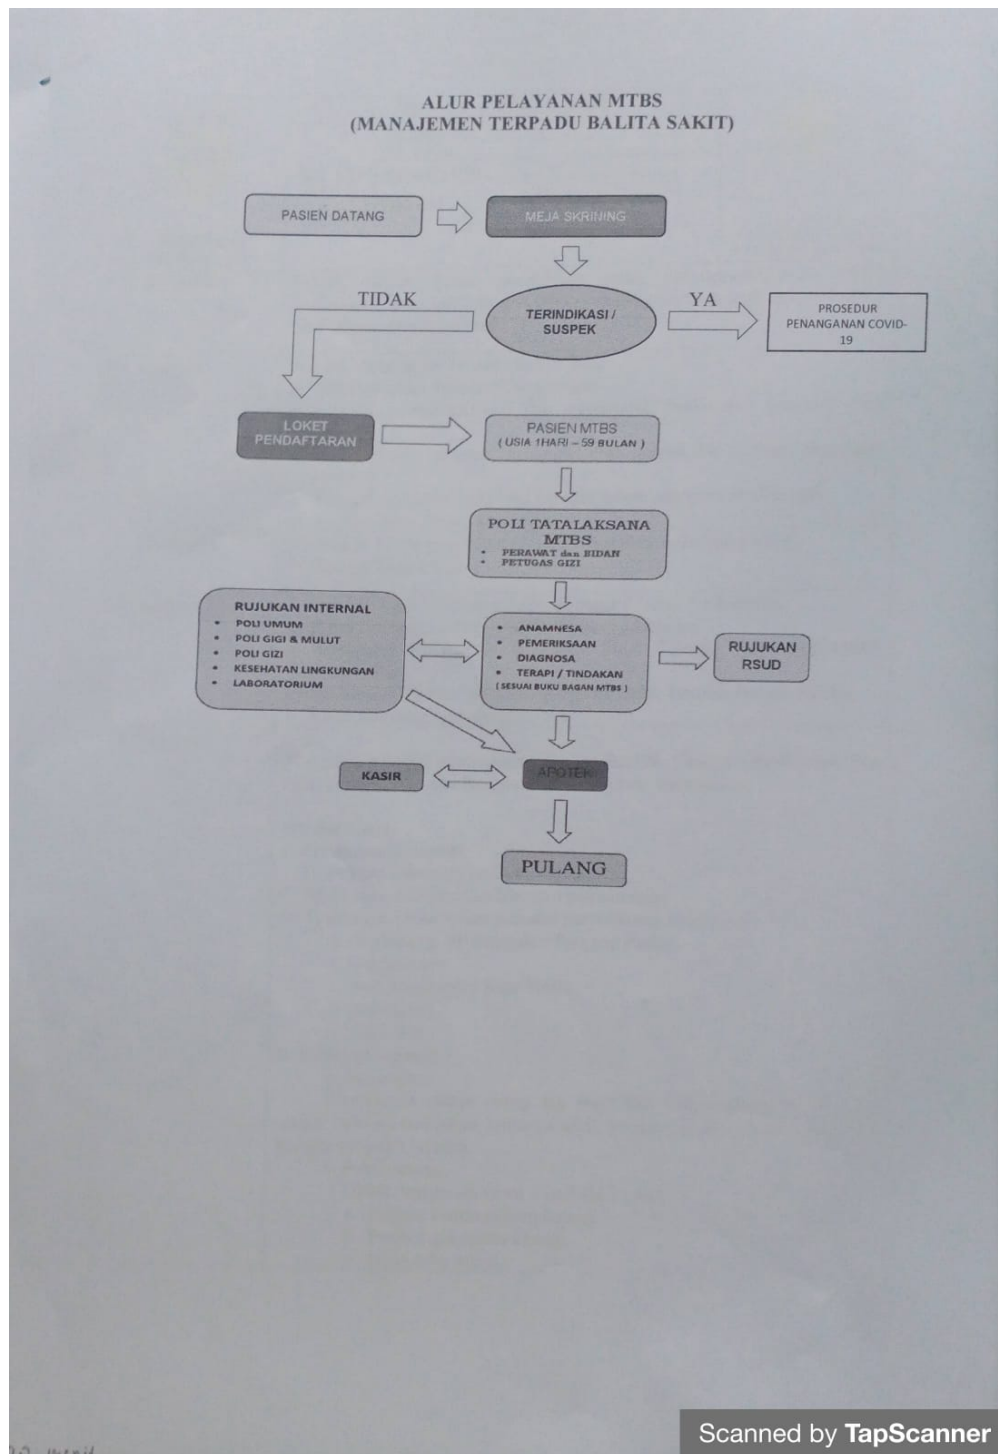 ALUR PELAYANAN MTBS
(MANAJEMEN TERPADU BALITA SAKIT)
PASIEN DATANG
MEJA SKRINING
TIDAK
TERINDIKASI /
SUSPEK
YA
PROSEDUR
PENANGANAN COVID-
19
LOKET
PENDAFTARAN
PASIEN MTBS
( USIA 1HARI – 59 BULAN )
POLI TATALAKSANA
MTBS
• PERAWAT dan BIDAN
• PETUGAS GIZI
RUJUKAN INTERNAL
• POLI UMUM
• POLI GIGI & MULUT
• POLI GIZI
• KESEHATAN LINGKUNGAN
• LABORATORIUM
• ANAMNESA
• PEMERIKSAAN
• DIAGNOSA
• TERAPI / TINDAKAN
( SESUAI BUKU BAGAN MTBS )
RUJUKAN
RSUD
KASIR
APOTEK
PULANG
Scanned by TapScanner